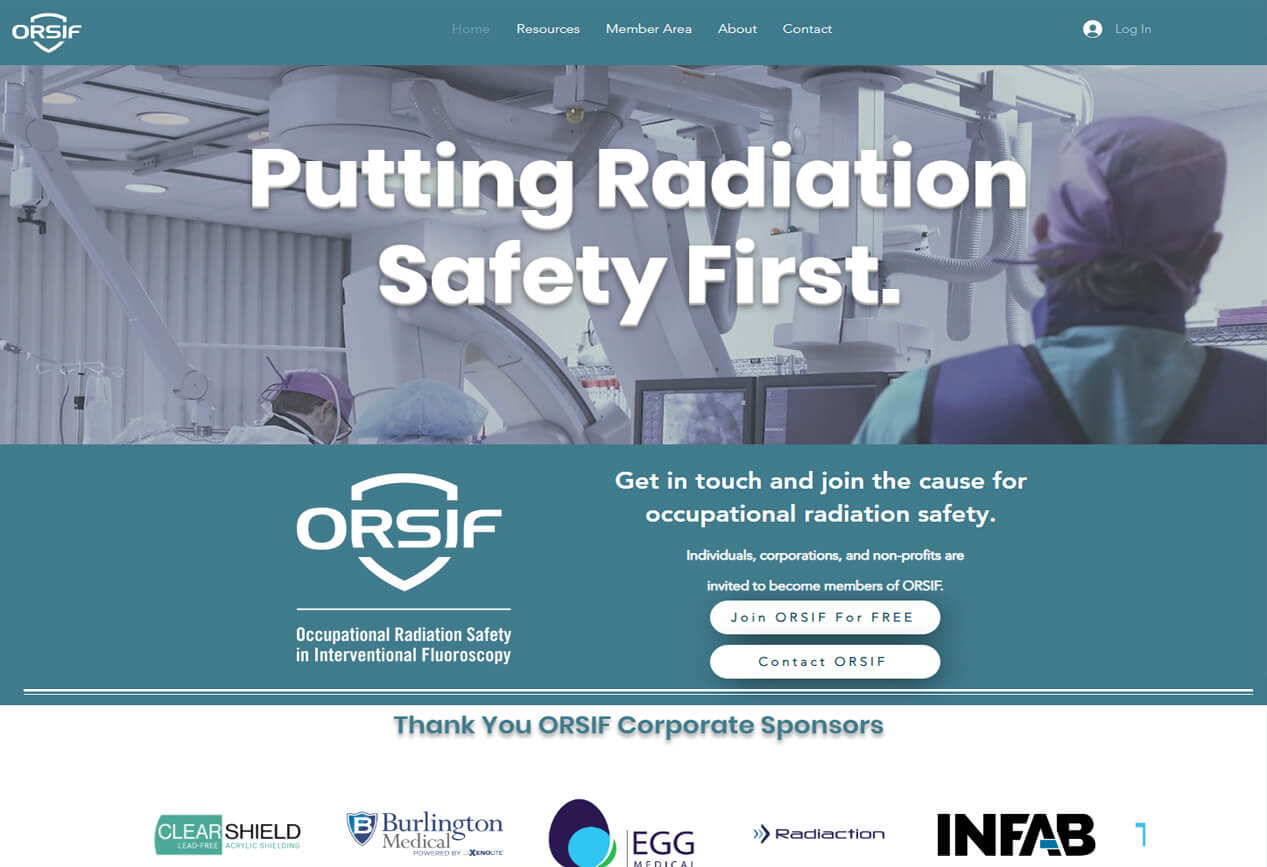 ORSIF
Home Resources Member Area About Contact Log In
Putting Radiation
Safety First.
ORSIF
Occupational Radiation Safety
in Interventional Fluoroscopy
Get in touch and join the cause for
occupational radiation safety.
Individuals, corporations, and non-profits are
invited to become members of ORSIF.
Join ORSIF For FREE
Contact ORSIF
Thank You ORSIF Corporate Sponsors
CLEAR SHIELD
LEAD-FREE ACRYLIC SHIELDING
B Burlington
Medical
POWERED BY XENOLITE
EGG
MEDICAL
Radiaction
INFAB